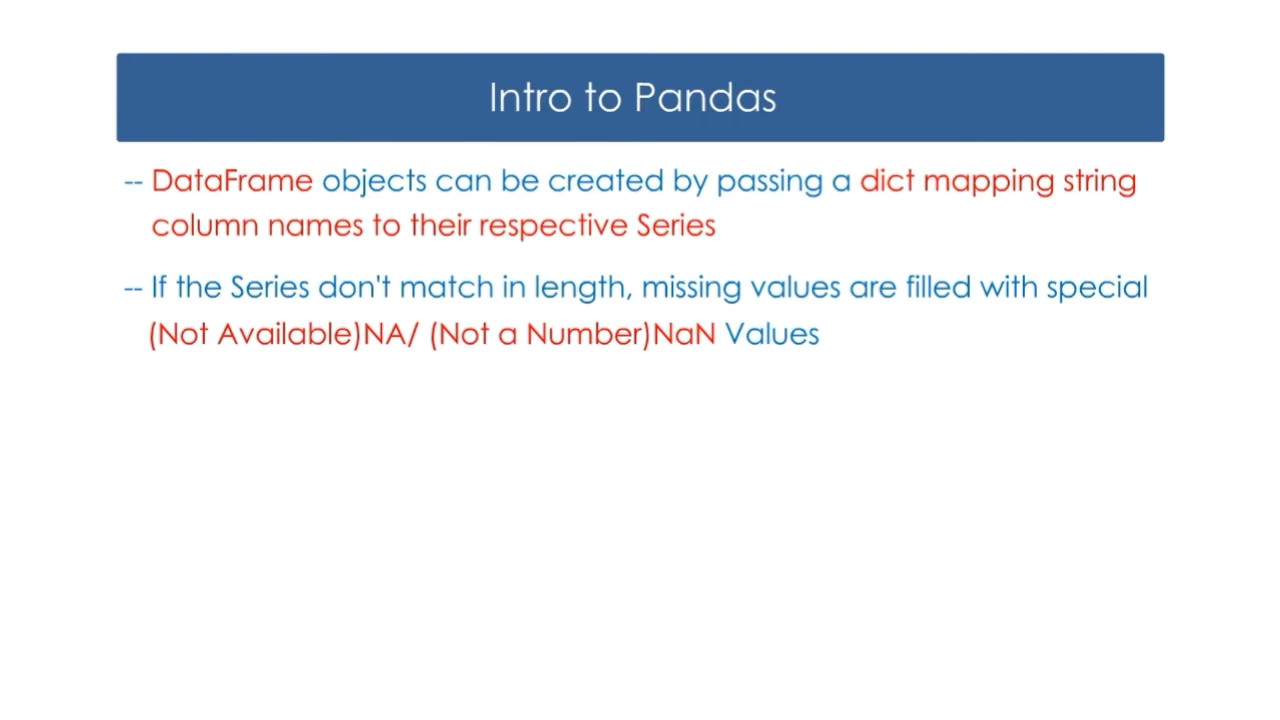 Intro to Pandas
-- DataFrame objects can be created by passing a dict mapping string
column names to their respective Series
-- If the Series don't match in length, missing values are filled with special
(Not Available)NA/ (Not a Number)NaN Values